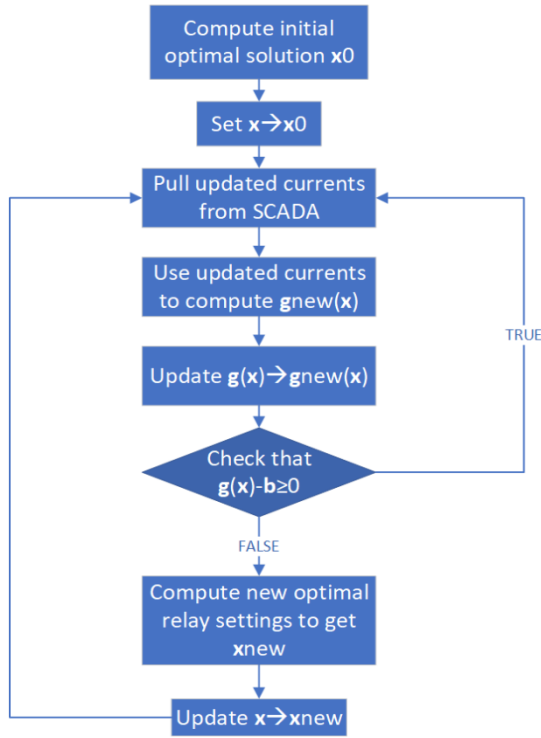 Compute initial
optimal solution x0
Set x→x0
Pull updated currents
from SCADA
Use updated currents
to compute gnew(x)
Update g(x)→gnew(x)
Check that
g(x)-b≥0
TRUE
FALSE
Compute new optimal
relay settings to get
xnew
Update x→xnew